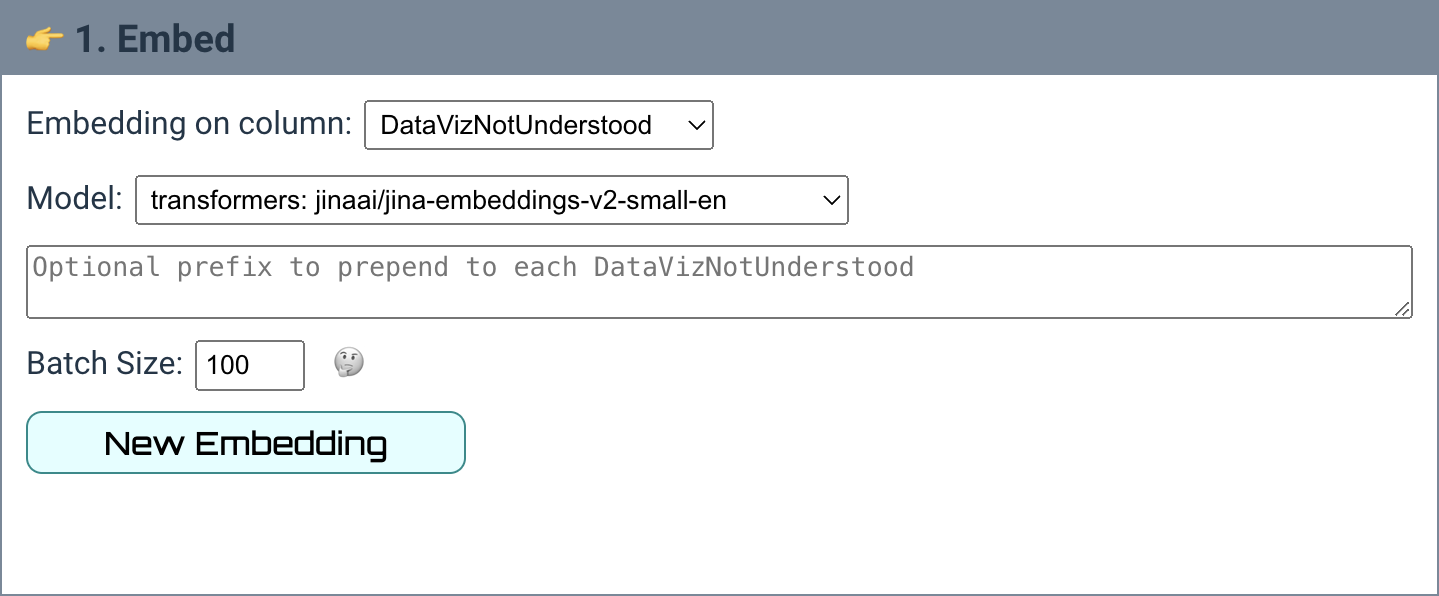 👉 1. Embed
Embedding on column: DataVizNotUnderstood
Model: transformers: jinaai/jina-embeddings-v2-small-en
Optional prefix to prepend to each DataVizNotUnderstood
Batch Size: 100 🤔
New Embedding